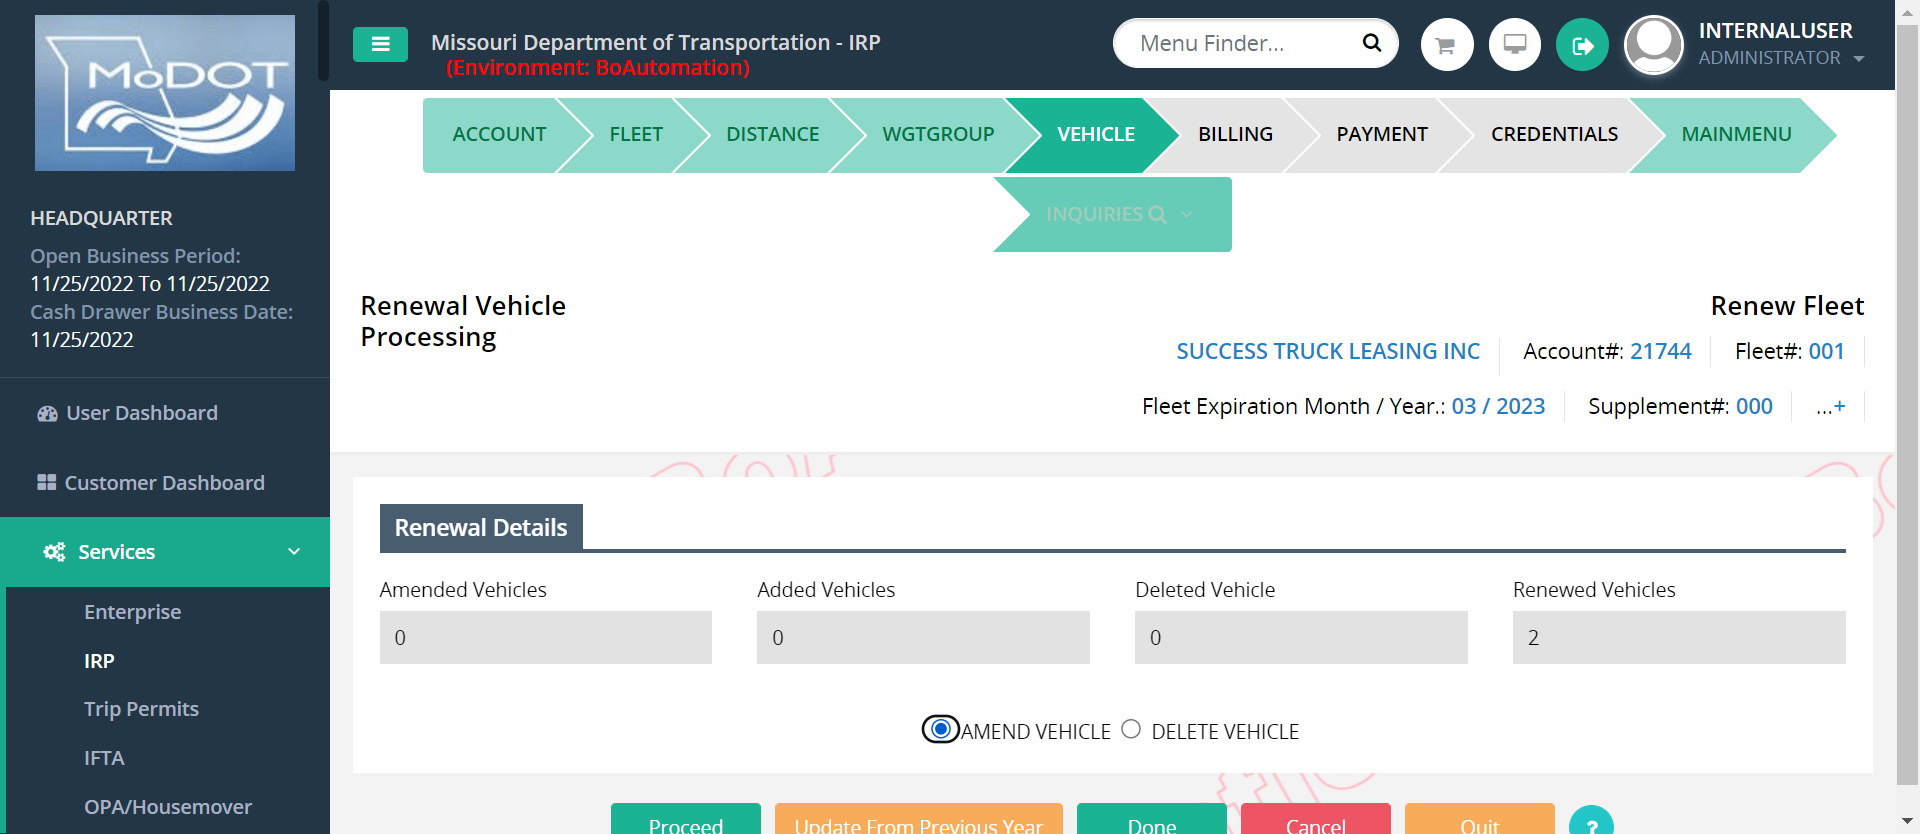 MoDOT
Missouri Department of Transportation - IRP
(Environment: BoAutomation)
Menu Finder...
INTERNALUSER
ADMINISTRATOR
HEADQUARTER
Open Business Period:
11/25/2022 To 11/25/2022
Cash Drawer Business Date:
11/25/2022
User Dashboard
Customer Dashboard
Services
Enterprise
IRP
Trip Permits
IFTA
OPA/Housemover
ACCOUNT FLEET DISTANCE WGTGROUP VEHICLE BILLING PAYMENT CREDENTIALS MAINMENU
INQUIRIES
Renewal Vehicle
Processing
Renew Fleet
SUCCESS TRUCK LEASING INC Account#: 21744 Fleet#: 001
Fleet Expiration Month / Year.: 03 / 2023 Supplement#: 000 ...+
Renewal Details
Amended Vehicles Added Vehicles Deleted Vehicle Renewed Vehicles
0 0 0 2
AMEND VEHICLE DELETE VEHICLE
Proceed Update From Previous Year Done Cancel Quit ?